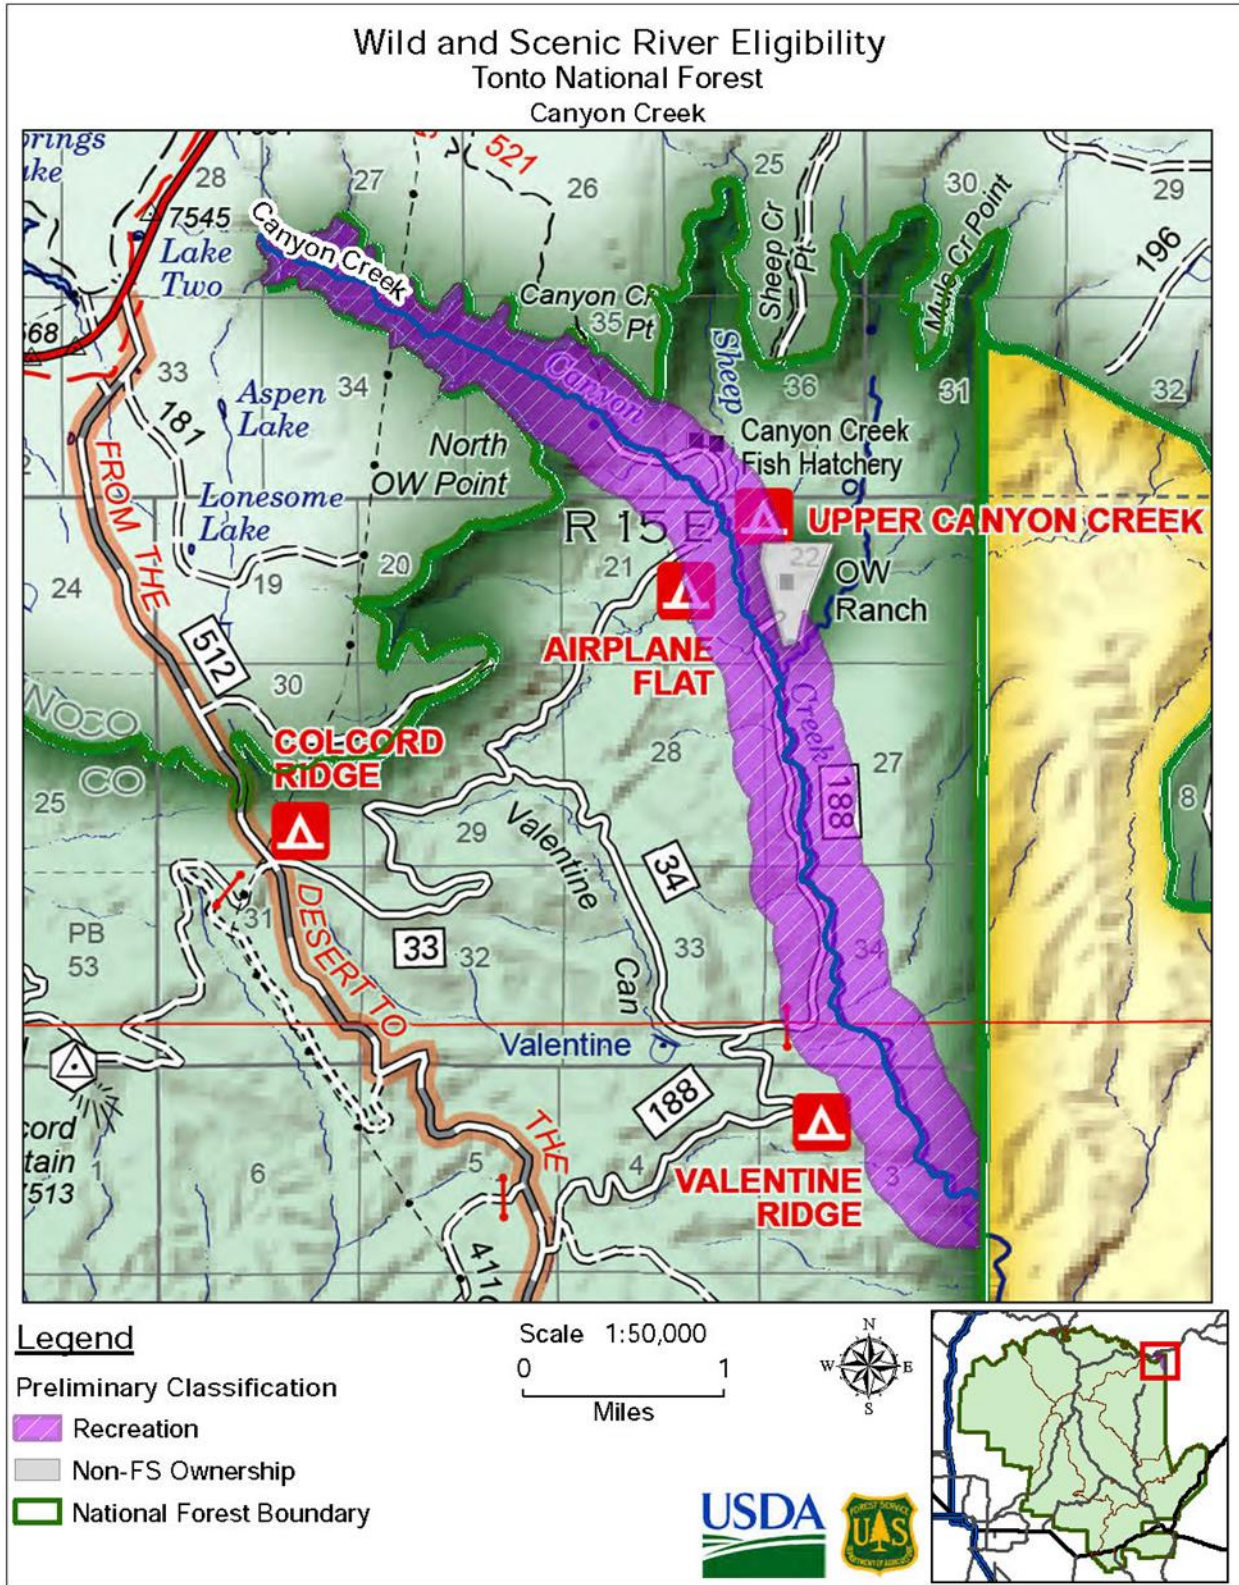 Wild and Scenic River Eligibility
Tonto National Forest
Canyon Creek
521
25
28
27
26
30
29
7545
Lake
Two
Canyon Creek
Sheep Cr
Pt
Mule Cr Point
196
Canyon Cr
Pt
35
33
34
Canyon
Sheep
36
31
32
181
Aspen
Lake
North
OW Point
Canyon Creek
Fish Hatchery
FROM THE
Lonesome
Lake
R 15 E
UPPER CANYON CREEK
24
19
20
21
22
OW
Ranch
AIRPLANE
FLAT
512
30
Creek
CO
COLCORD
RIDGE
28
27
188
25
29
8
Valentine
34
31
DESERT TO
PB
53
33
32
Can
33
34
Valentine
188
THE
1
6
5
4
3
VALENTINE
RIDGE
Legend
Preliminary Classification
Recreation
Non-FS Ownership
National Forest Boundary
Scale 1:50,000
0 1
Miles
N
W E
S
USDA
FOREST SERVICE
U S
DEPARTMENT OF AGRICULTURE